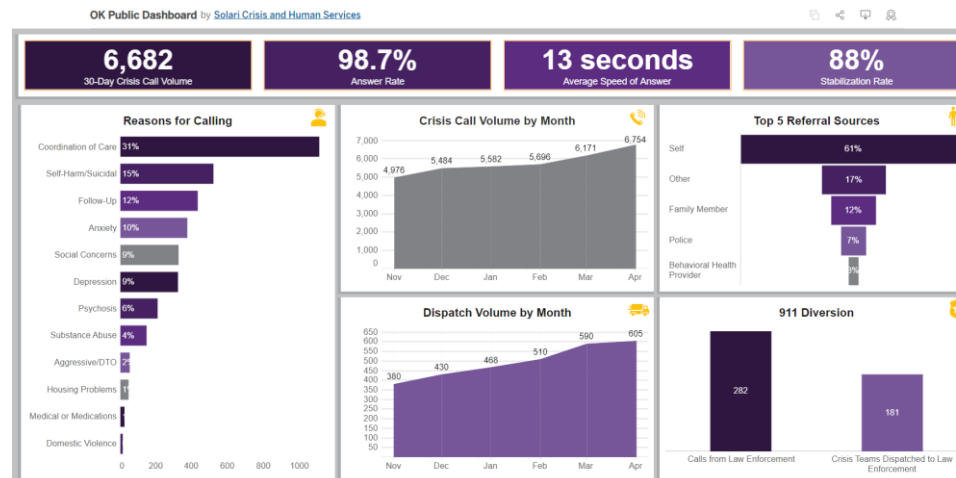 OK Public Dashboard by Solari Crisis and Human Services
6,682
30-Day Crisis Call Volume
98.7%
Answer Rate
13 seconds
Average Speed of Answer
88%
Stabilization Rate
Reasons for Calling
Coordination of Care 31%
Self-Harm/Suicidal 15%
Follow-Up 12%
Anxiety 10%
Social Concerns 9%
Depression 9%
Psychosis 6%
Substance Abuse 4%
Aggressive/DTO
Housing Problems
Medical or Medications
Domestic Violence
0 200 400 600 800 1000
Crisis Call Volume by Month
7,000
6,000
5,000
4,000
3,000
2,000
1,000
0
4,976 5,484 5,582 5,696 6,171 6,754
Nov Dec Jan Feb Mar Apr
Top 5 Referral Sources
Self 61%
Other 17%
Family Member 12%
Police 7%
Behavioral Health
Provider
Dispatch Volume by Month
650
600
550
500
450
400
350
300
250
200
150
100
50
380 430 468 510 590 605
Nov Dec Jan Feb Mar Apr
911 Diversion
282
181
Calls from Law Enforcement
Crisis Teams Dispatched to Law
Enforcement